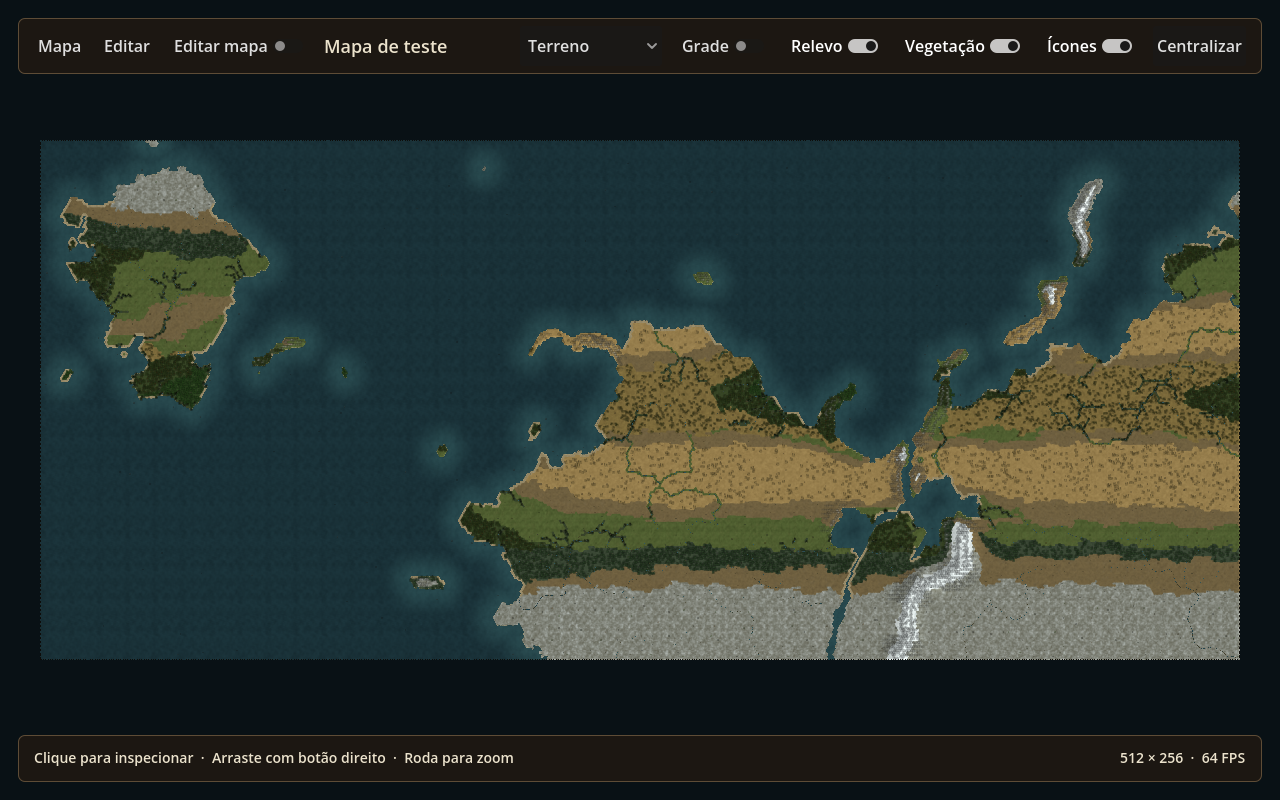 Mapa Editar Editar mapa Mapa de teste Terreno Grade Relevo Vegetação Ícones Centralizar
Clique para inspecionar · Arraste com botão direito · Roda para zoom 512 × 256 · 64 FPS